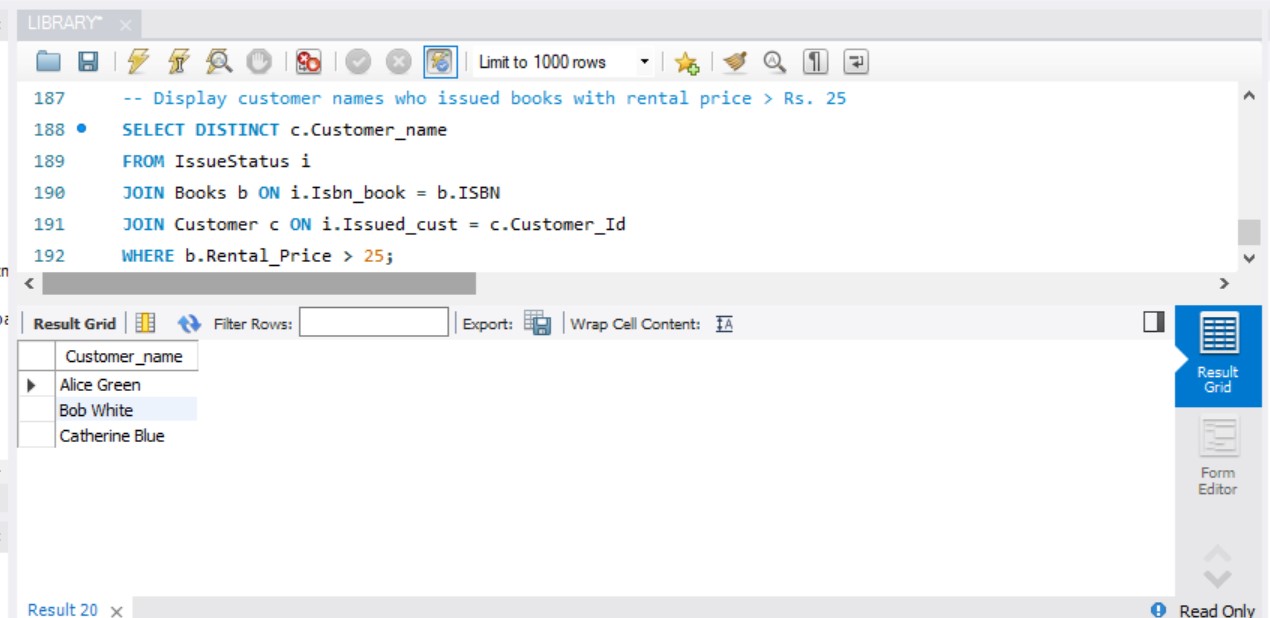 LIBRARY*
Limit to 1000 rows
187 -- Display customer names who issued books with rental price > Rs. 25
188 SELECT DISTINCT c.Customer_name
189 FROM IssueStatus i
190 JOIN Books b ON i.Isbn_book = b.ISBN
191 JOIN Customer c ON i.Issued_cust = c.Customer_Id
192 WHERE b.Rental_Price > 25;
Result Grid Filter Rows: Export: Wrap Cell Content:
Customer_name
Alice Green
Bob White
Catherine Blue
Result
Grid
Form
Editor
Result 20
Read Only